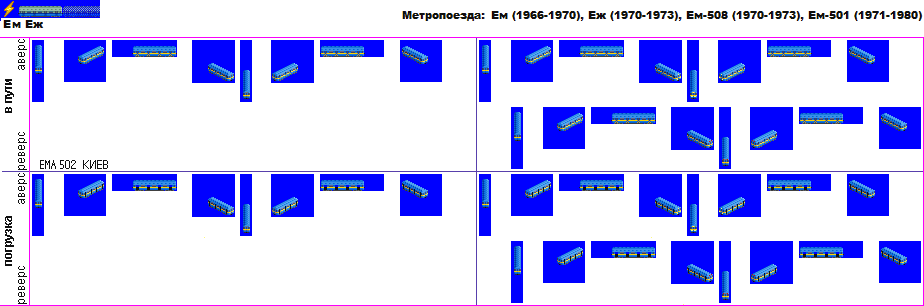 Метропоезда: Ем (1966-1970), Еж (1970-1973), Ем-508 (1970-1973), Ем-501 (1971-1980)
Ем Еж
в пути
аверс
реверс
ЕМА 502 КИЕВ
погрузка
аверс
реверс